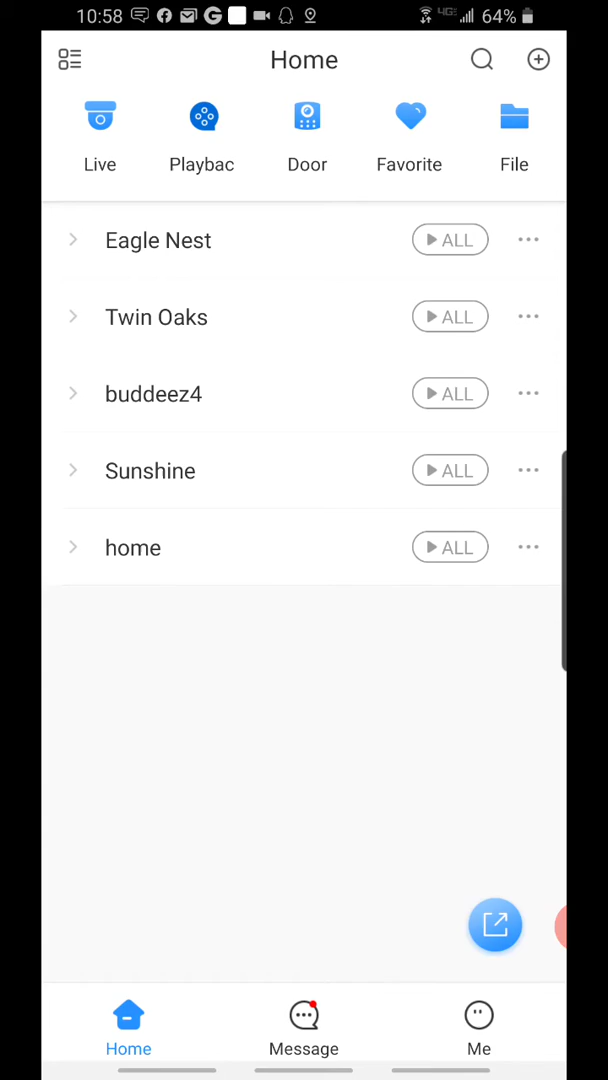 10:58 4G 64%
Home
Live Playbac Door Favorite File
Eagle Nest ALL
Twin Oaks ALL
buddeez4 ALL
Sunshine ALL
home ALL
Home Message Me